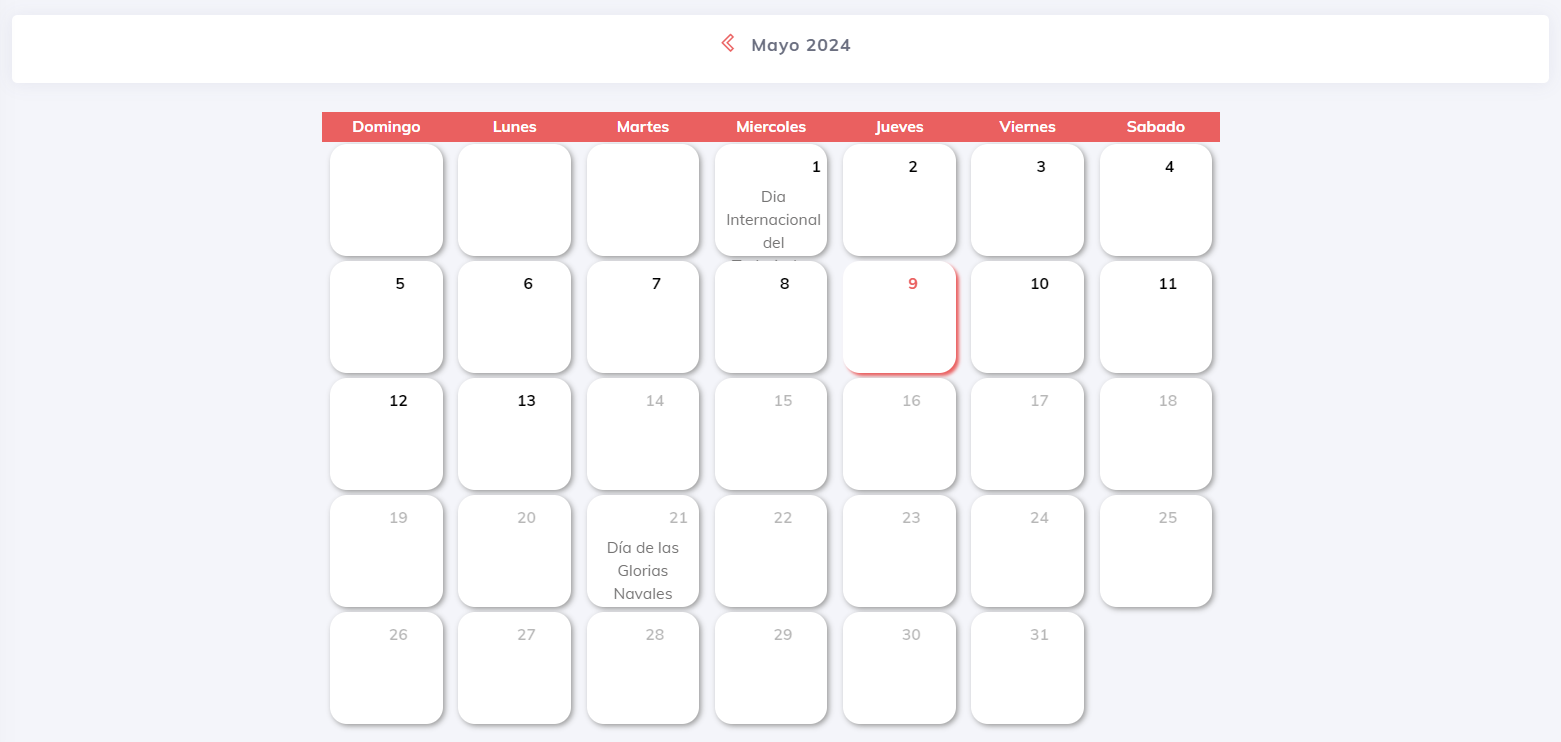 Mayo 2024
Domingo Lunes Martes Miercoles Jueves Viernes Sabado
1 2 3 4
Dia
Internacional
del
5 6 7 8 9 10 11
12 13 14 15 16 17 18
19 20 21 22 23 24 25
Día de las
Glorias
Navales
26 27 28 29 30 31